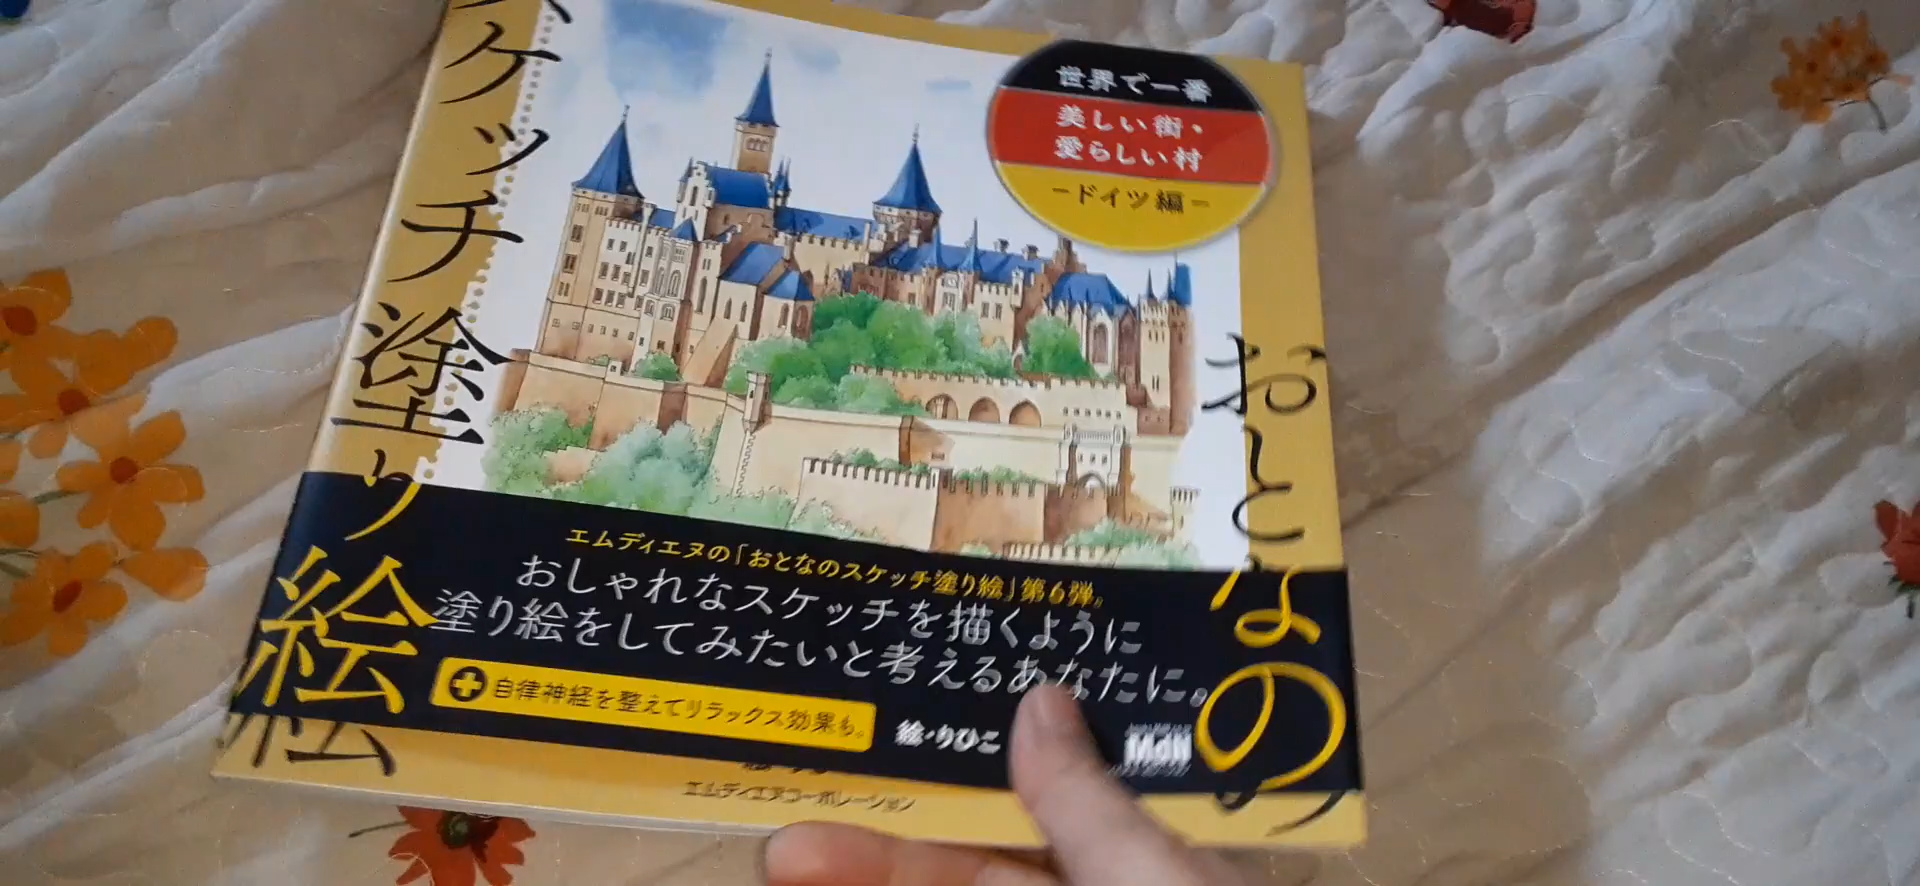 おとなの
スケッチ塗り絵
世界で一番
美しい街・
愛らしい村
-ドイツ編-
エムディエヌの「おとなのスケッチ塗り絵」第6弾。
おしゃれなスケッチを描くように
塗り絵をしてみたいと考えるあなたに。
+自律神経を整えてリラックス効果も。
絵・りひこ
MdN
エムディエヌコーポレーション